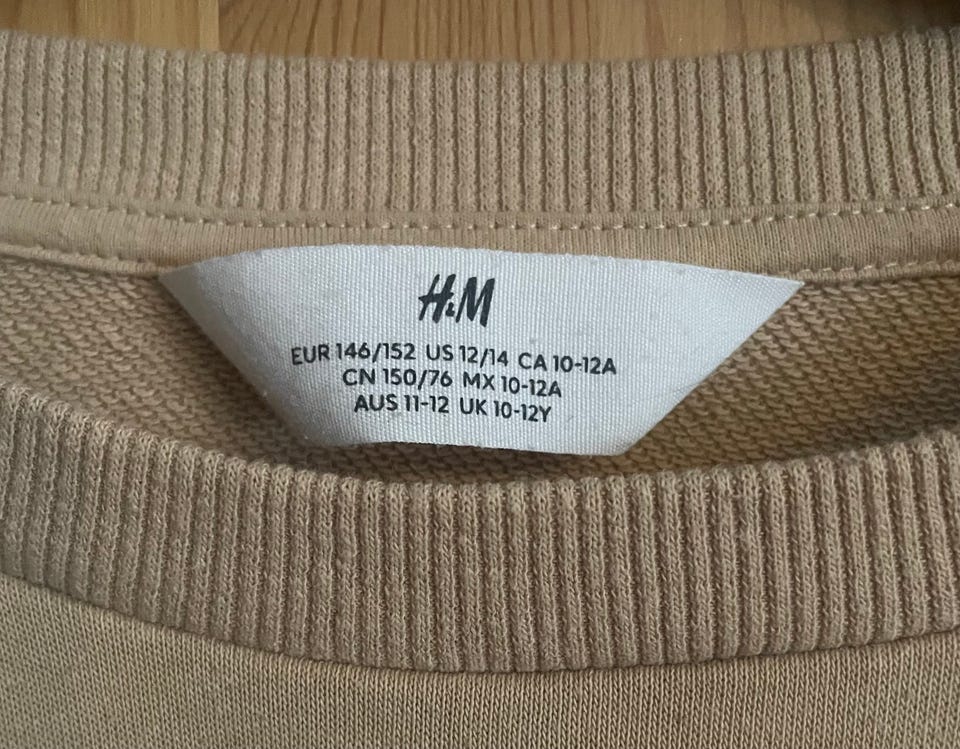 H&M
EUR 146/152 US 12/14 CA 10-12A
CN 150/76 MX 10-12A
AUS 11-12 UK 10-12Y